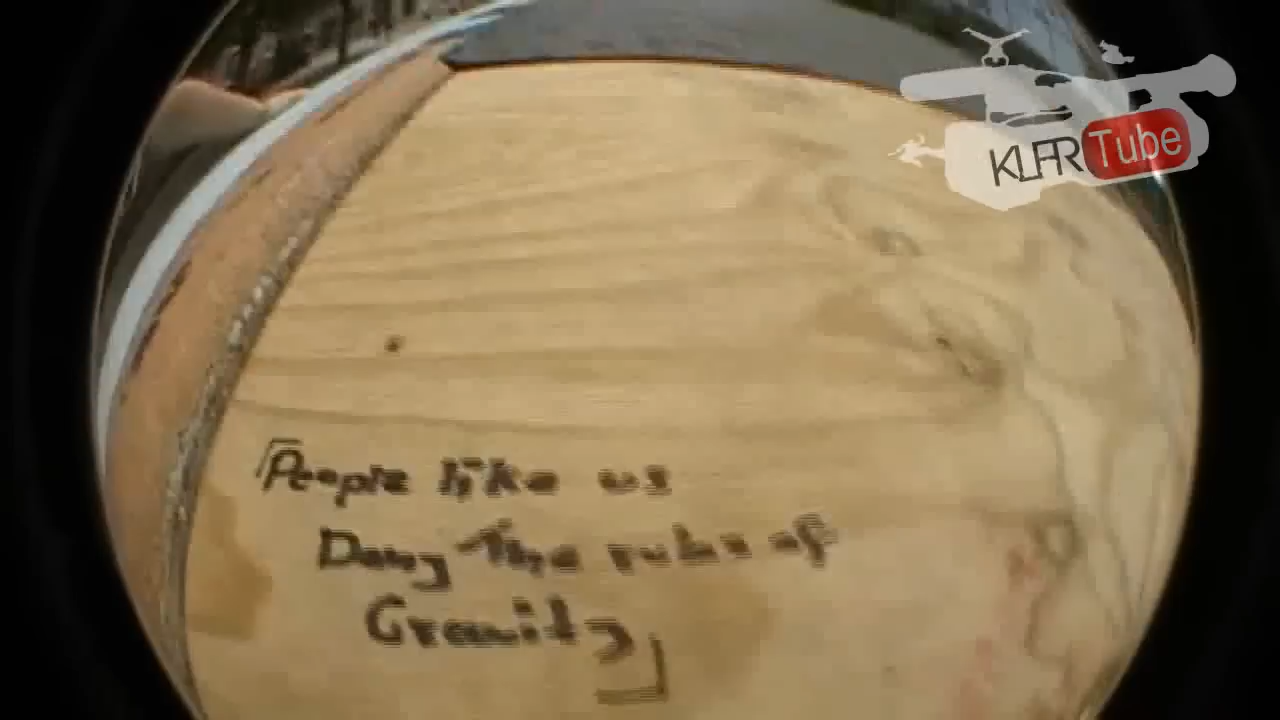 KLFR Tube
「People like us
Deny The rules of
Gravity」